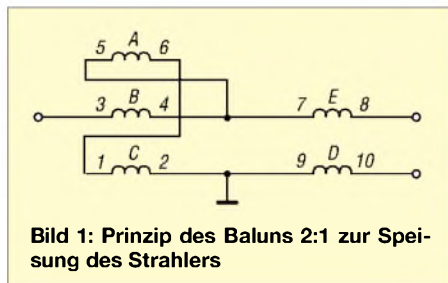 5 A 6
3 B 4 7 E 8
1 C 2 9 D 10
Bild 1: Prinzip des Baluns 2:1 zur Spei-
sung des Strahlers